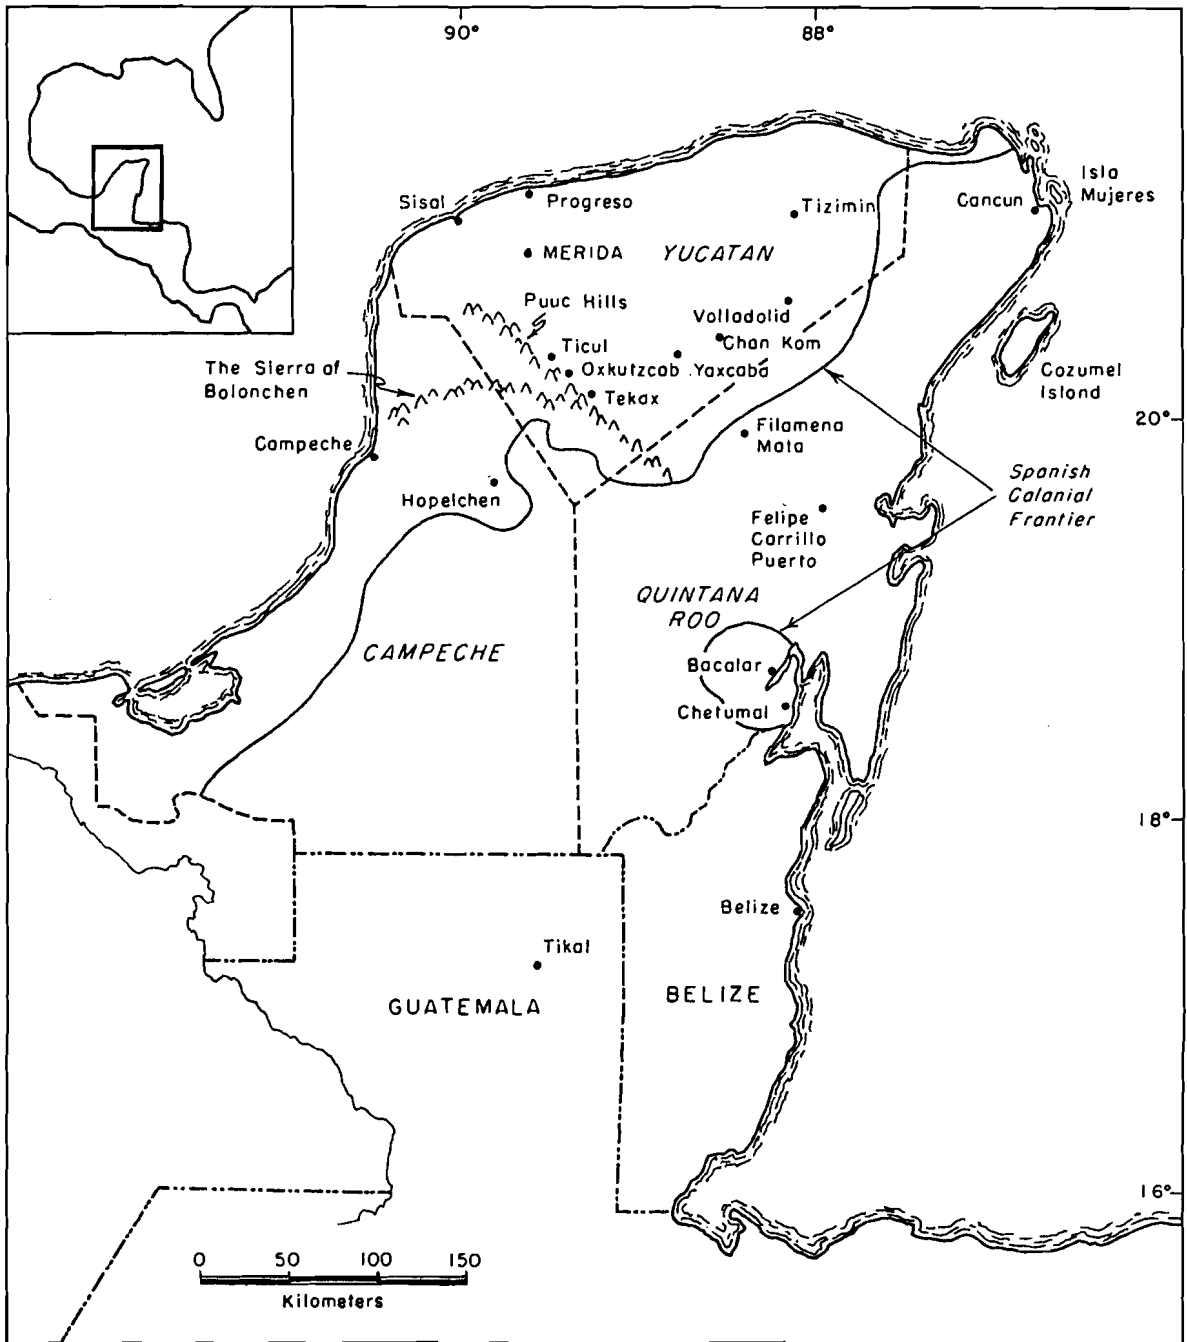 90°
88°
Isla
Mujeres
Sisal
Progreso
Tizimin
Cancun
MERIDA
YUCATAN
Puuc Hills
Volladolid
Chan Kom
Ticul
The Sierra of
Bolonchen
Oxkutzcab
Yaxcaba
Cozumel
Island
Tekax
20°
Filamena
Mata
Campeche
Spanish
Colanial
Frantier
Hopelchen
Felipe
Carrillo
Puerto
QUINTANA
ROO
CAMPECHE
Bacalar
Chetumal
18°
Belize
Tikal
GUATEMALA
BELIZE
16°
0 50 100 150
Kilometers